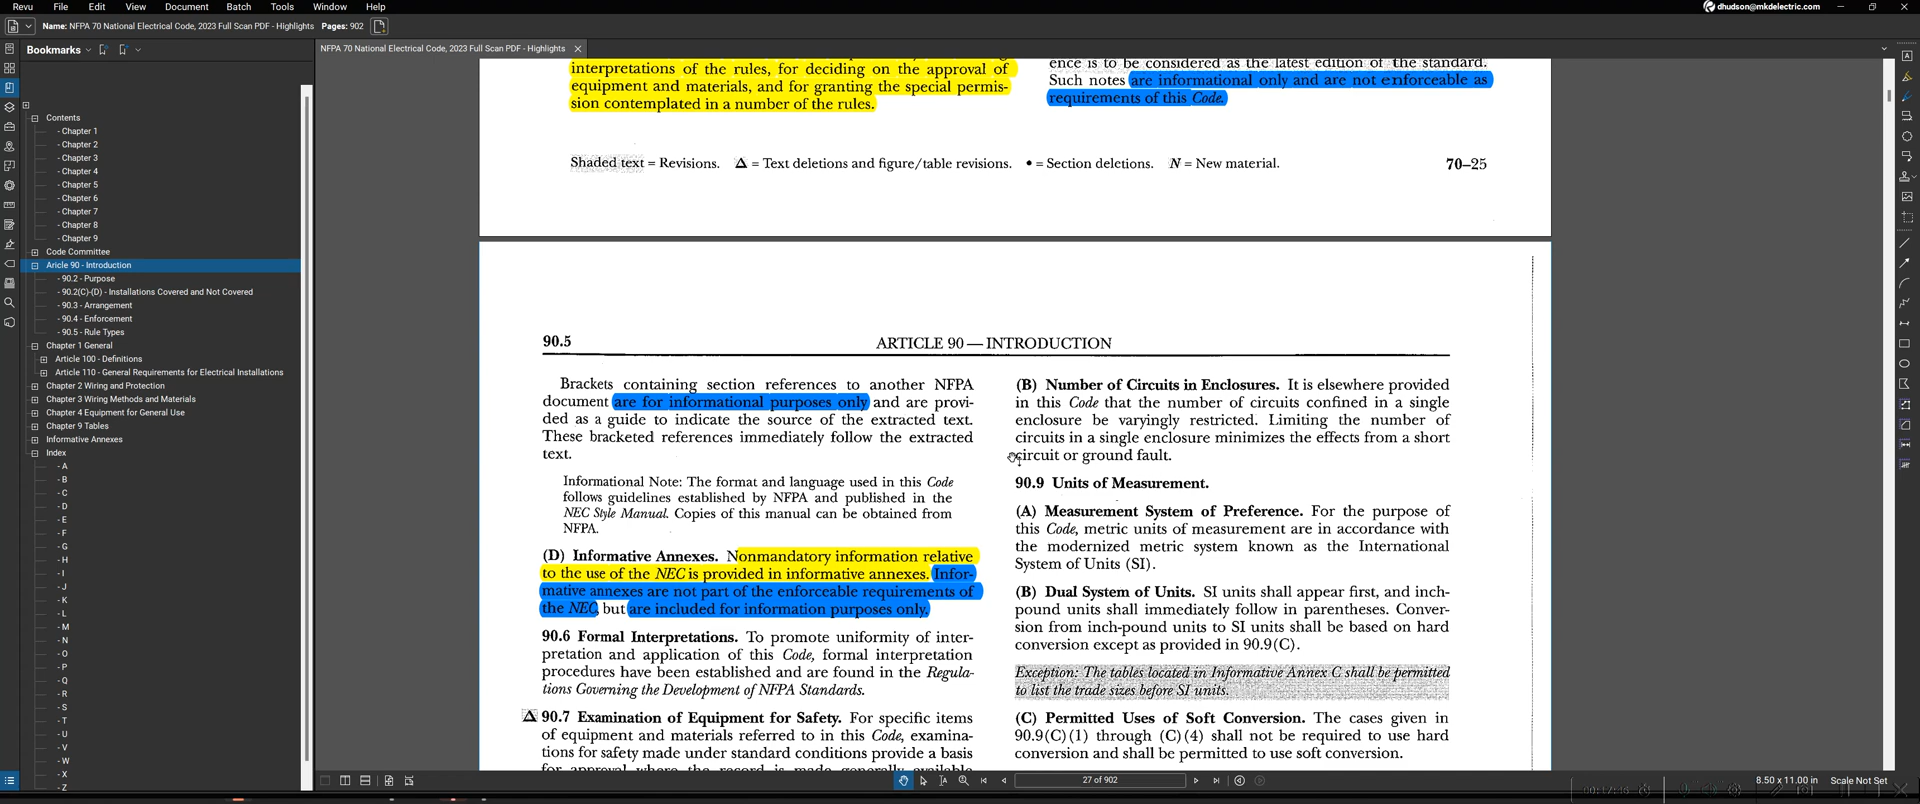 Revu File Edit View Document Batch Tools Window Help
dhudson@mkdelectric.com
Name: NFPA 70 National Electrical Code, 2023 Full Scan PDF - Highlights Pages: 902
Bookmarks
NFPA 70 National Electrical Code, 2023 Full Scan PDF - Highlights
Contents
- Chapter 1
- Chapter 2
- Chapter 3
- Chapter 4
- Chapter 5
- Chapter 6
- Chapter 7
- Chapter 8
- Chapter 9
Code Committee
Aricle 90 - Introduction
- 90.2 - Purpose
- 90.2(C)-(D) - Installations Covered and Not Covered
- 90.3 - Arrangement
- 90.4 - Enforcement
- 90.5 - Rule Types
Chapter 1 General
Article 100 - Definitions
Article 110 - General Requirements for Electrical Installations
Chapter 2 Wiring and Protection
Chapter 3 Wiring Methods and Materials
Chapter 4 Equipment for General Use
Chapter 9 Tables
Informative Annexes
Index
- A
- B
- C
- D
- E
- F
- G
- H
- I
- J
- K
- L
- M
- N
- O
- P
- Q
- R
- S
- T
- U
- V
- W
- X
- Z
interpretations of the rules, for deciding on the approval of
equipment and materials, and for granting the special permis-
sion contemplated in a number of the rules.
ence is to be considered as the latest edition of the standard.
Such notes are informational only and are not enforceable as
requirements of this Code.
Shaded text = Revisions. Δ = Text deletions and figure/table revisions. • = Section deletions. N = New material.
70–25
90.5
ARTICLE 90 — INTRODUCTION
Brackets containing section references to another NFPA
document are for informational purposes only and are provi-
ded as a guide to indicate the source of the extracted text.
These bracketed references immediately follow the extracted
text.
Informational Note: The format and language used in this Code
follows guidelines established by NFPA and published in the
NEC Style Manual. Copies of this manual can be obtained from
NFPA.
(D) Informative Annexes. Nonmandatory information relative
to the use of the NEC is provided in informative annexes. Infor-
mative annexes are not part of the enforceable requirements of
the NEC, but are included for information purposes only.
90.6 Formal Interpretations. To promote uniformity of inter-
pretation and application of this Code, formal interpretation
procedures have been established and are found in the Regula-
tions Governing the Development of NFPA Standards.
Δ 90.7 Examination of Equipment for Safety. For specific items
of equipment and materials referred to in this Code, examina-
tions for safety made under standard conditions provide a basis
for approval where the record is made generally available
(B) Number of Circuits in Enclosures. It is elsewhere provided
in this Code that the number of circuits confined in a single
enclosure be varyingly restricted. Limiting the number of
circuits in a single enclosure minimizes the effects from a short
circuit or ground fault.
90.9 Units of Measurement.
(A) Measurement System of Preference. For the purpose of
this Code, metric units of measurement are in accordance with
the modernized metric system known as the International
System of Units (SI).
(B) Dual System of Units. SI units shall appear first, and inch-
pound units shall immediately follow in parentheses. Conver-
sion from inch-pound units to SI units shall be based on hard
conversion except as provided in 90.9(C).
Exception: The tables located in Informative Annex C shall be permitted
to list the trade sizes before SI units.
(C) Permitted Uses of Soft Conversion. The cases given in
90.9(C)(1) through (C)(4) shall not be required to use hard
conversion and shall be permitted to use soft conversion.
27 of 902
8.50 x 11.00 in Scale Not Set